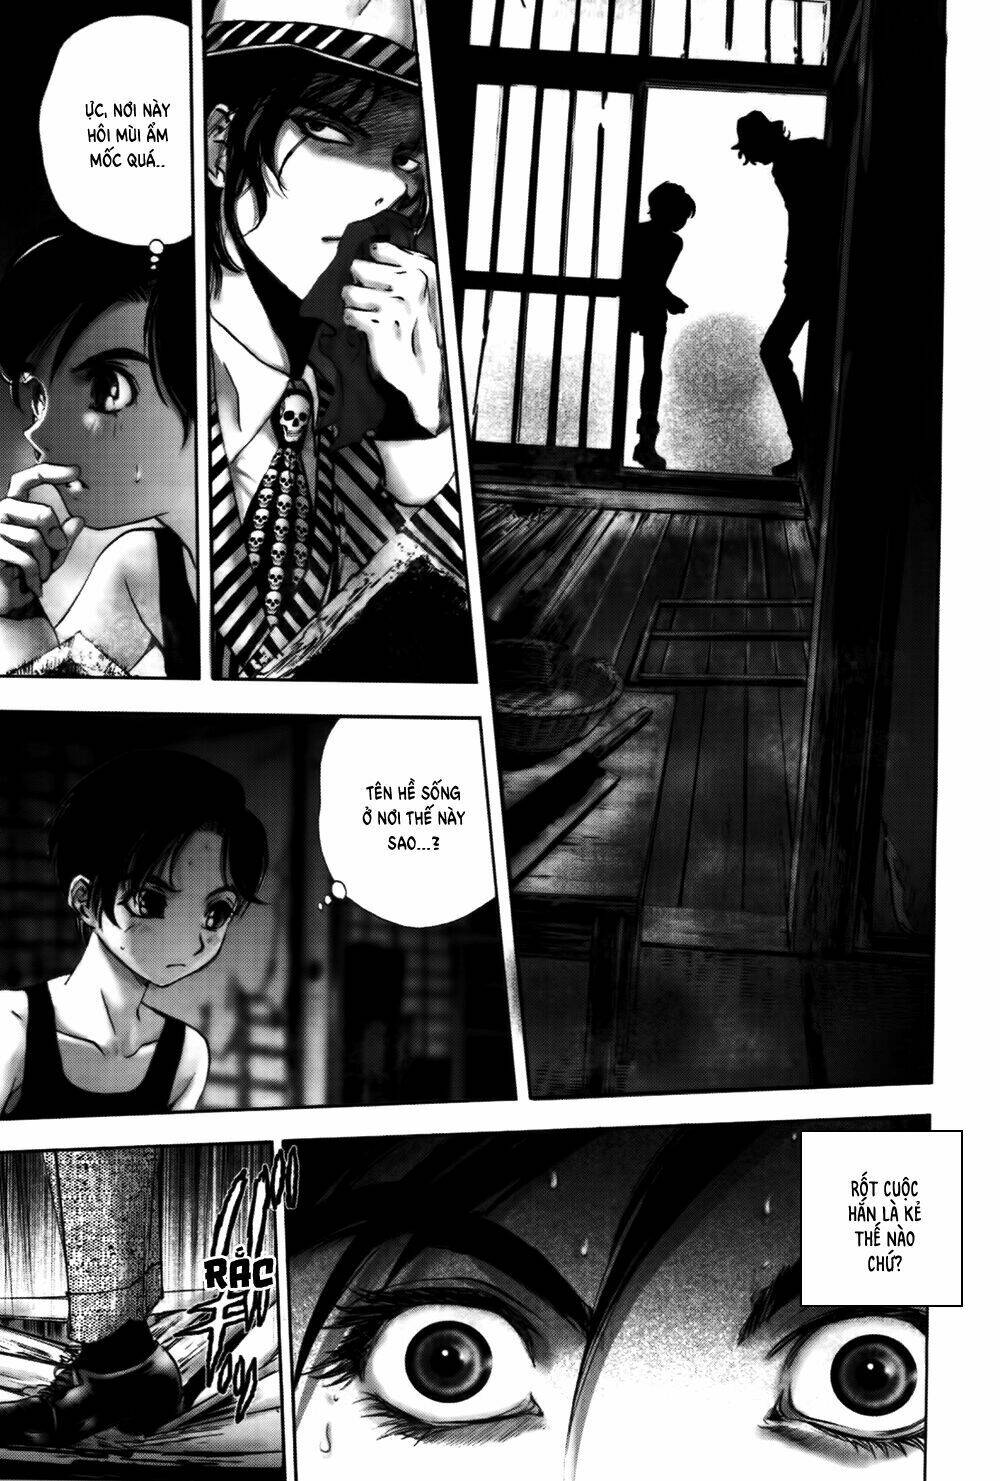 ỰC, NƠI NÀY
HÔI MÙI ẨM
MỐC QUÁ..
TÊN HỀ SỐNG
Ở NƠI THẾ NÀY
SAO...?
RỐT CUỘC
HẮN LÀ KẺ
THẾ NÀO
CHỨ?
RẮC